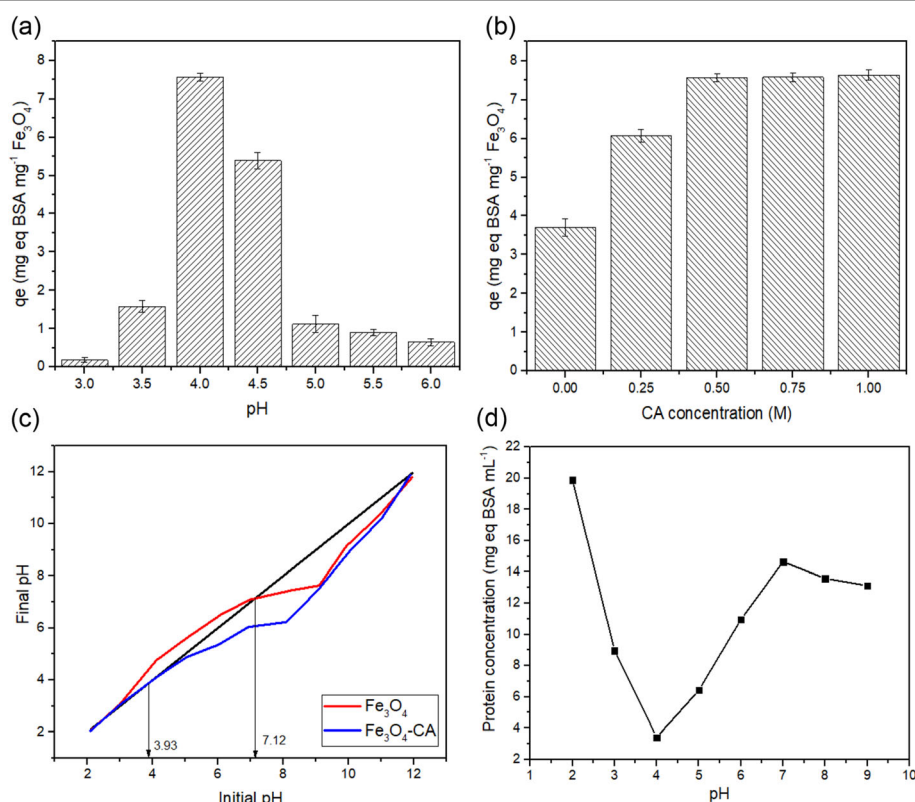 (a)
8
7
6
5
4
3
2
1
0
qe (mg eq BSA mg⁻¹ Fe₃O₄)
3.0 3.5 4.0 4.5 5.0 5.5 6.0
pH
(b)
8
7
6
5
4
3
2
1
0
qe (mg eq BSA mg⁻¹ Fe₃O₄)
0.00 0.25 0.50 0.75 1.00
CA concentration (M)
(c)
12
10
8
6
4
2
Final pH
Fe₃O₄
Fe₃O₄-CA
3.93
7.12
2 4 6 8 10 12
Initial pH
(d)
22
20
18
16
14
12
10
8
6
4
2
Protein concentration (mg eq BSA mL⁻¹)
1 2 3 4 5 6 7 8 9 10
pH